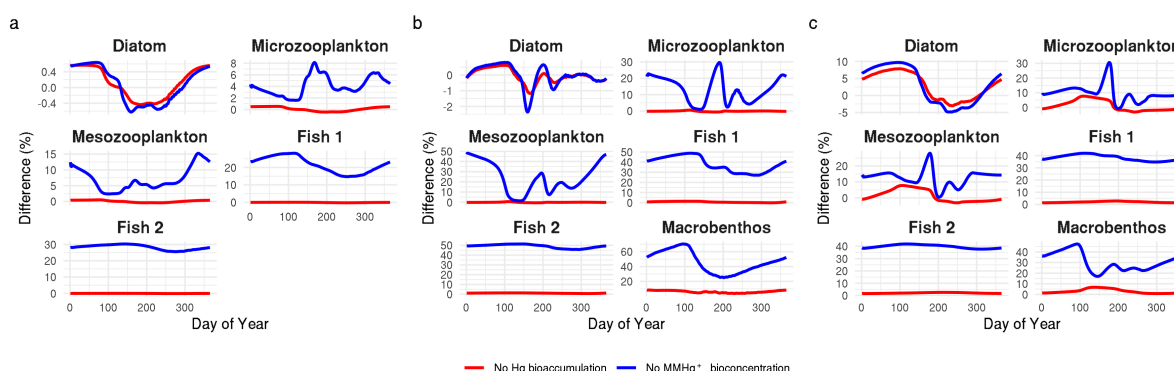 a
b
c
Diatom
Microzooplankton
Diatom
Microzooplankton
Diatom
Microzooplankton
0.4
0.0
-0.4
8
6
4
2
0
0
-1
-2
30
20
10
0
10
5
0
-5
30
20
10
0
Mesozooplankton
Fish 1
Mesozooplankton
Fish 1
Mesozooplankton
Fish 1
Difference (%)
Difference (%)
Difference (%)
15
10
5
0
20
10
0
50
40
30
20
10
0
50
40
30
20
10
0
20
10
0
40
30
20
10
0
Fish 2
Fish 2
Macrobenthos
Fish 2
Macrobenthos
30
20
10
0
50
40
30
20
10
0
60
40
20
40
30
20
10
0
40
30
20
10
0
0 100 200 300
0 100 200 300
0 100 200 300
0 100 200 300
0 100 200 300
0 100 200 300
Day of Year
Day of Year
Day of Year
No Hg bioaccumulation
No MMHg⁺ bioconcentration